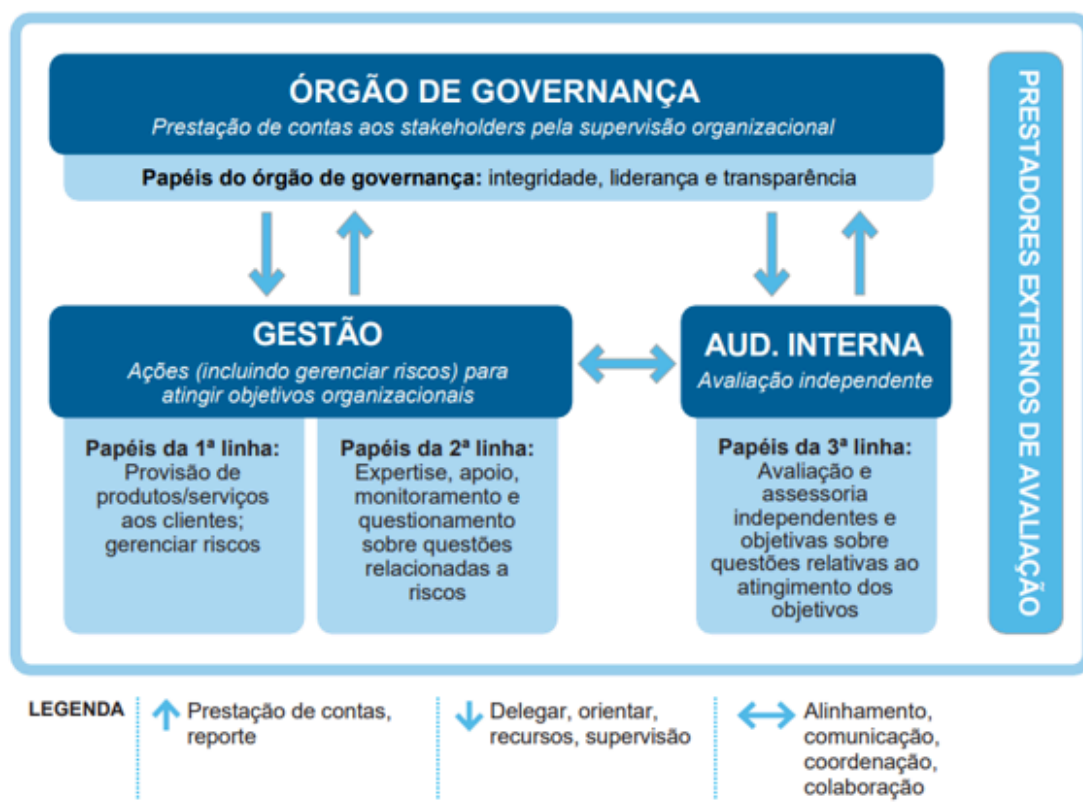 ÓRGÃO DE GOVERNANÇA
Prestação de contas aos stakeholders pela supervisão organizacional
Papéis do órgão de governança: integridade, liderança e transparência
GESTÃO
Ações (incluindo gerenciar riscos) para
atingir objetivos organizacionais
Papéis da 1ª linha:
Provisão de
produtos/serviços
aos clientes;
gerenciar riscos
Papéis da 2ª linha:
Expertise, apoio,
monitoramento e
questionamento
sobre questões
relacionadas a
riscos
AUD. INTERNA
Avaliação independente
Papéis da 3ª linha:
Avaliação e
assessoria
independentes e
objetivas sobre
questões relativas ao
atingimento dos
objetivos
PRESTADORES EXTERNOS DE AVALIAÇÃO
LEGENDA
Prestação de contas,
reporte
Delegar, orientar,
recursos, supervisão
Alinhamento,
comunicação,
coordenação,
colaboração